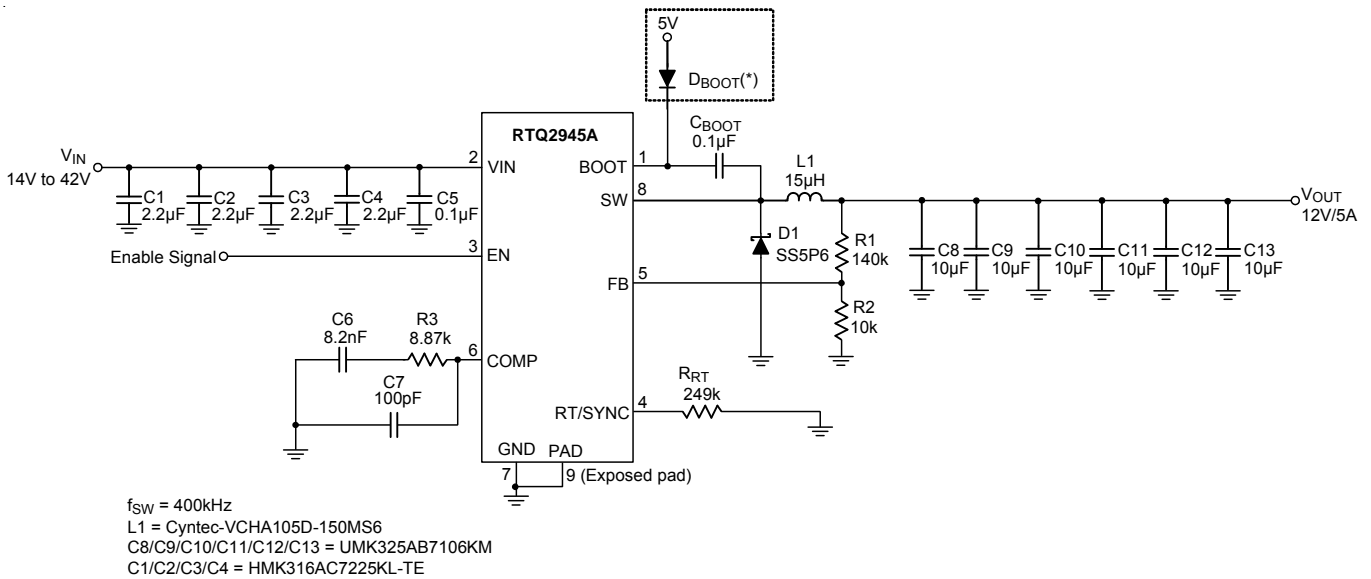 5V
DBOOT(*)
RTQ2945A
CBOOT
0.1µF
VIN
14V to 42V
2
VIN
BOOT
1
L1
15µH
8
SW
VOUT
12V/5A
C1
2.2µF
C2
2.2µF
C3
2.2µF
C4
2.2µF
C5
0.1µF
D1
SS5P6
R1
140k
C8
10µF
C9
10µF
C10
10µF
C11
10µF
C12
10µF
C13
10µF
Enable Signal
3
EN
FB
5
R2
10k
C6
8.2nF
R3
8.87k
6
COMP
C7
100pF
RRT
249k
RT/SYNC
4
GND
PAD
7
9 (Exposed pad)
fSW = 400kHz
L1 = Cyntec-VCHA105D-150MS6
C8/C9/C10/C11/C12/C13 = UMK325AB7106KM
C1/C2/C3/C4 = HMK316AC7225KL-TE